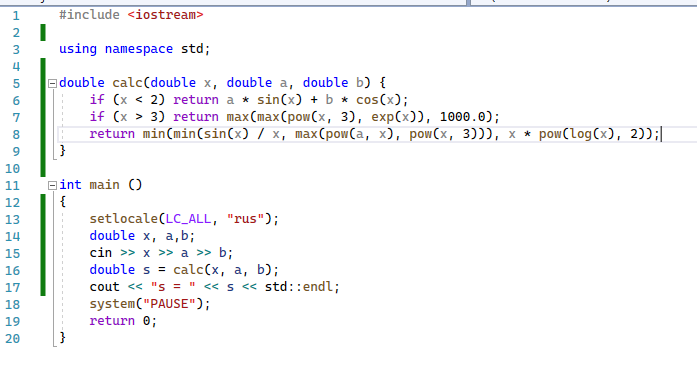 1 #include <iostream>
2
3 using namespace std;
4
5 double calc(double x, double a, double b) {
6 if (x < 2) return a * sin(x) + b * cos(x);
7 if (x > 3) return max(max(pow(x, 3), exp(x)), 1000.0);
8 return min(min(sin(x) / x, max(pow(a, x), pow(x, 3))), x * pow(log(x), 2));
9 }
10
11 int main ()
12 {
13 setlocale(LC_ALL, "rus");
14 double x, a,b;
15 cin >> x >> a >> b;
16 double s = calc(x, a, b);
17 cout << "s = " << s << std::endl;
18 system("PAUSE");
19 return 0;
20 }